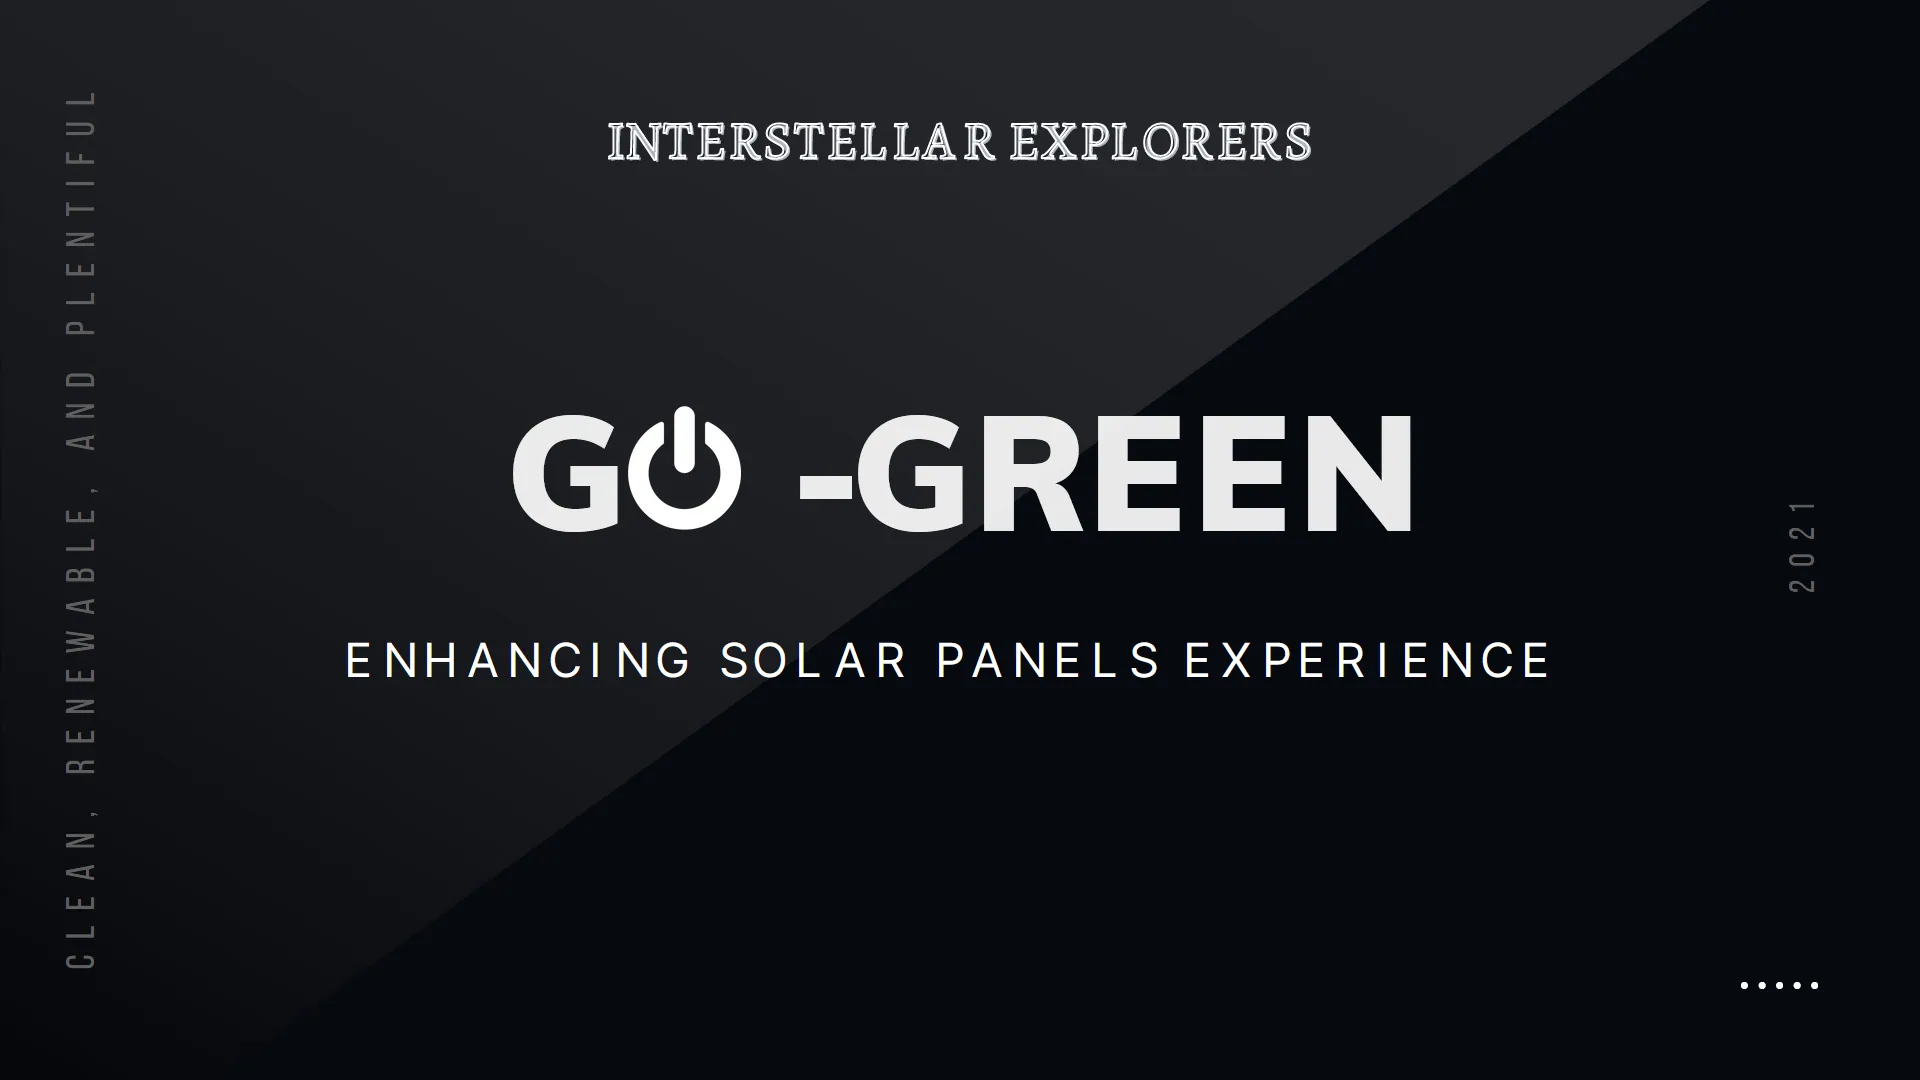 INTERSTELLAR EXPLORERS
GO -GREEN
ENHANCING SOLAR PANELS EXPERIENCE
CLEAN, RENEWABLE, AND PLENTIFUL
2021